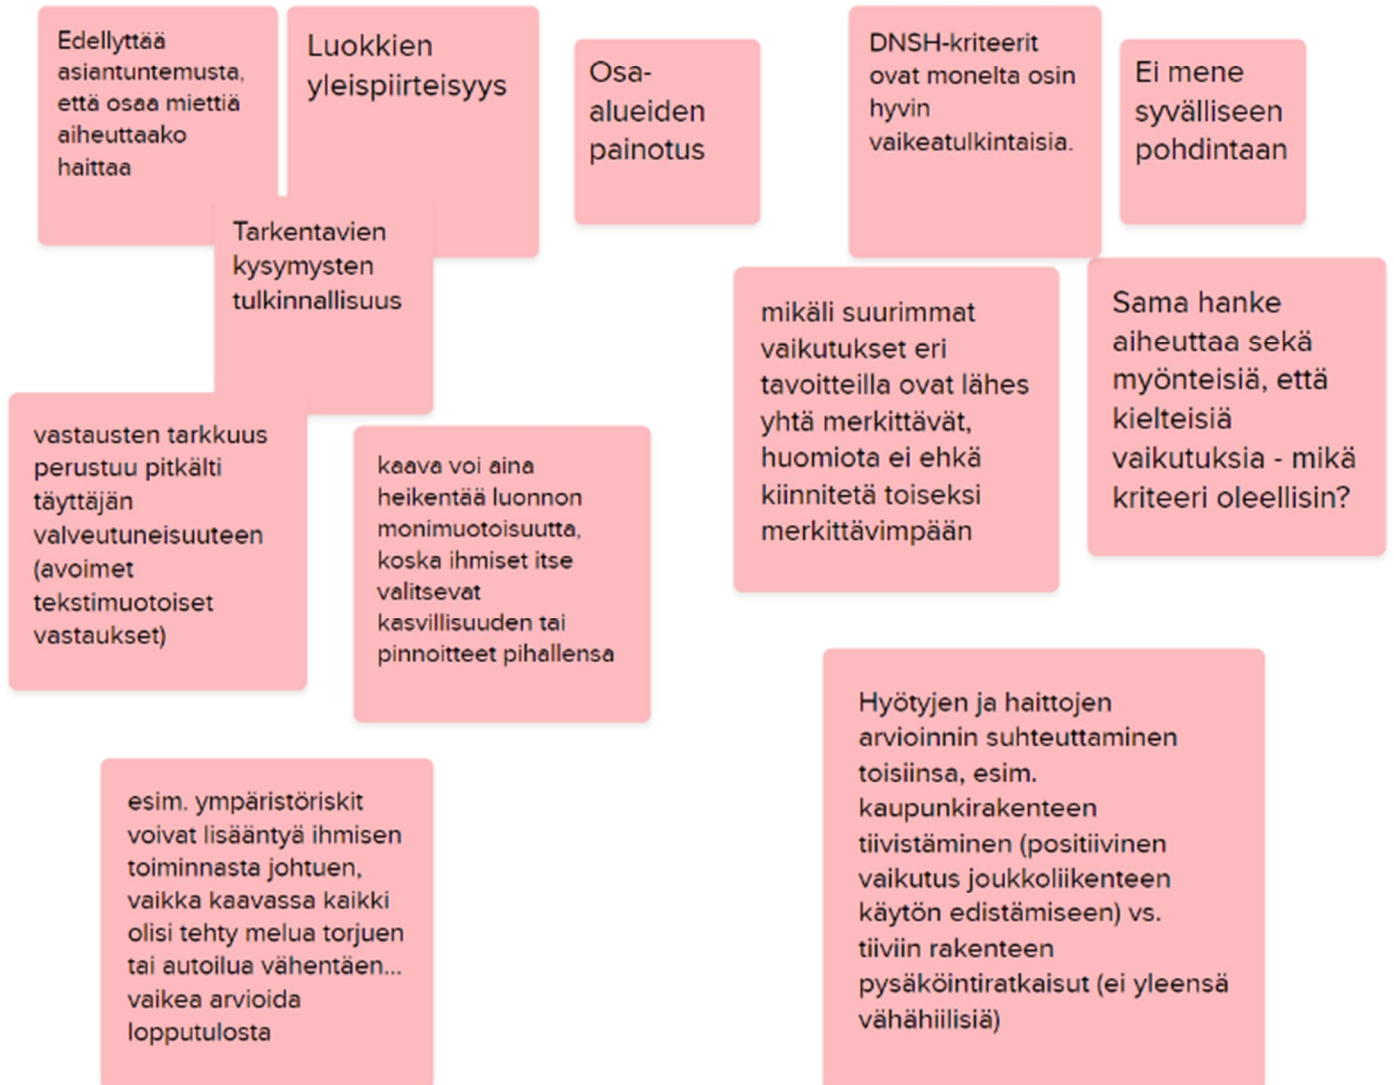 Edellyttää
asiantuntemusta,
että osaa miettiä
aiheuttaako
haittaa
Luokkien
yleispiirteisyys
Osa-
alueiden
painotus
DNSH-kriteerit
ovat monelta osin
hyvin
vaikeatulkintaisia.
Ei mene
syvälliseen
pohdintaan
Tarkentavien
kysymysten
tulkinnallisuus
mikäli suurimmat
vaikutukset eri
tavoitteilla ovat lähes
yhtä merkittävät,
huomiota ei ehkä
kiinnitetä toiseksi
merkittävimpään
Sama hanke
aiheuttaa sekä
myönteisiä, että
kielteisiä
vaikutuksia - mikä
kriteeri oleellisin?
vastausten tarkkuus
perustuu pitkälti
täyttäjän
valveutuneisuuteen
(avoimet
tekstimuotoiset
vastaukset)
kaava voi aina
heikentää luonnon
monimuotoisuutta,
koska ihmiset itse
valitsevat
kasvillisuuden tai
pinnoitteet pihallensa
Hyötyjen ja haittojen
arvioinnin suhteuttaminen
toisiinsa, esim.
kaupunkirakenteen
tiivistäminen (positiivinen
vaikutus joukkoliikenteen
käytön edistämiseen) vs.
tiiviin rakenteen
pysäköintiratkaisut (ei yleensä
vähähiilisiä)
esim. ympäristöriskit
voivat lisääntyä ihmisen
toiminnasta johtuen,
vaikka kaavassa kaikki
olisi tehty melua torjuen
tai autoilua vähentäen...
vaikea arvioida
lopputulosta